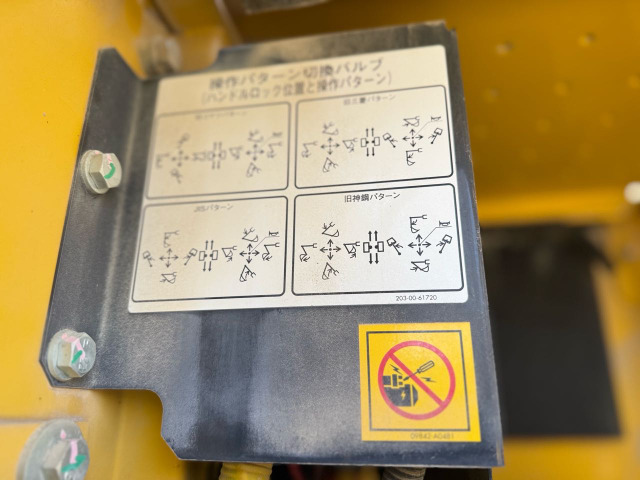 操作パターン切換バルブ
(ハンドルロック位置と操作パターン)
旧三菱パターン
JISパターン
旧神鋼パターン
203-00-61720
09842-A0481